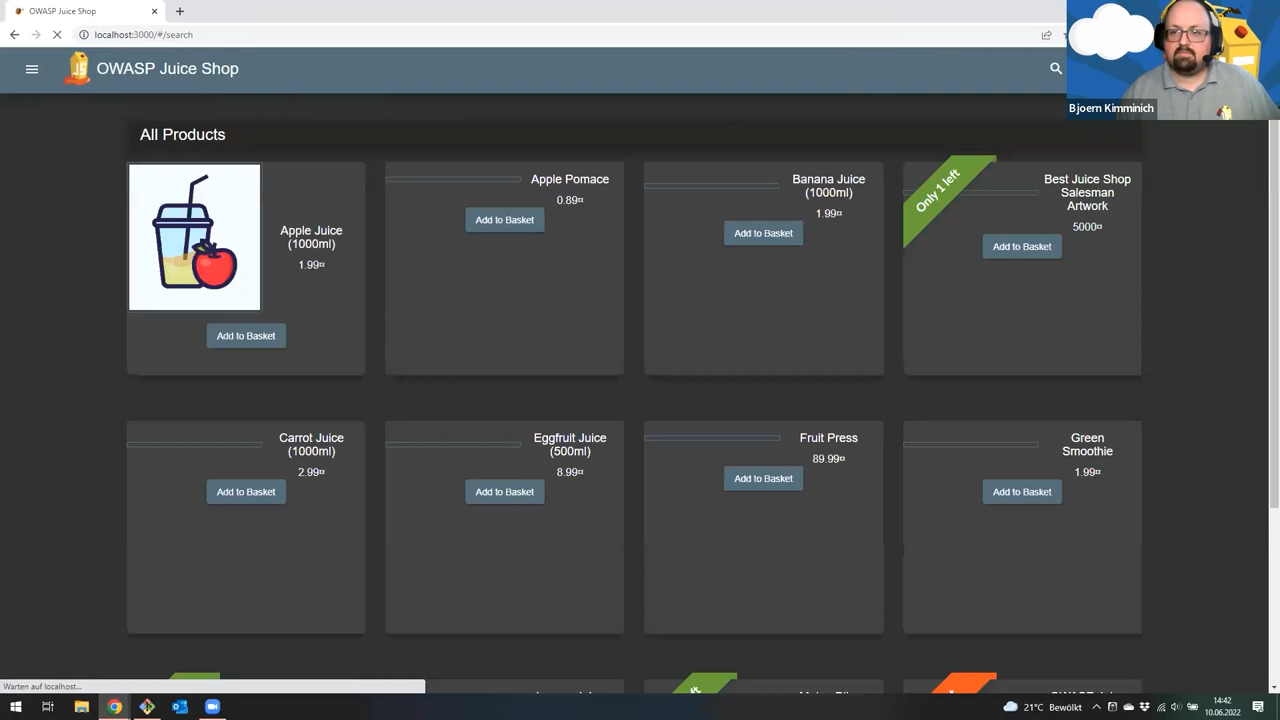 OWASP Juice Shop
localhost:3000/#/search
OWASP Juice Shop
Bjoern Kimminich
All Products
Apple Juice
(1000ml)
1.99¤
Add to Basket
Apple Pomace
0.89¤
Add to Basket
Banana Juice
(1000ml)
1.99¤
Add to Basket
Only 1 left
Best Juice Shop
Salesman
Artwork
5000¤
Add to Basket
Carrot Juice
(1000ml)
2.99¤
Add to Basket
Eggfruit Juice
(500ml)
8.99¤
Add to Basket
Fruit Press
89.99¤
Add to Basket
Green
Smoothie
1.99¤
Add to Basket
Warten auf localhost...
21°C Bewölkt
14:42
10.06.2022